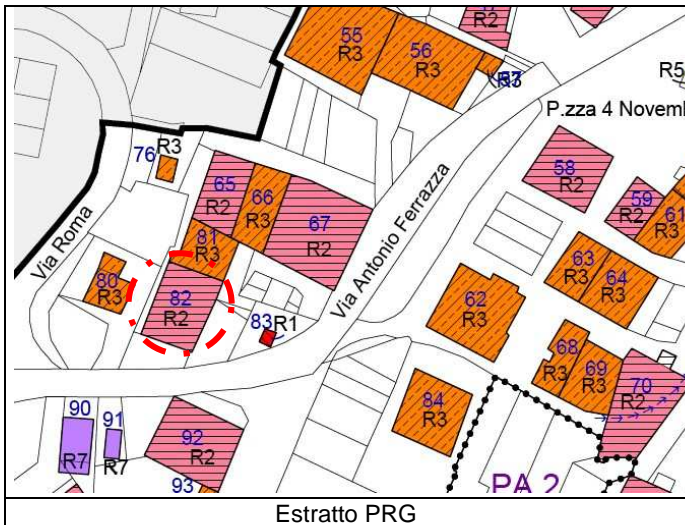 55
R3
56
R3
R2
57
R3
R5
P.zza 4 Novemb
76
R3
65
R2
66
R3
67
R2
58
R2
59
R2
61
R3
Via Roma
Via Antonio Ferrazza
81
R3
80
R3
82
R2
83
R1
62
R3
63
R3
64
R3
68
R3
69
R3
70
R2
84
R3
90
R7
91
R7
92
R2
93
PA 2
Estratto PRG